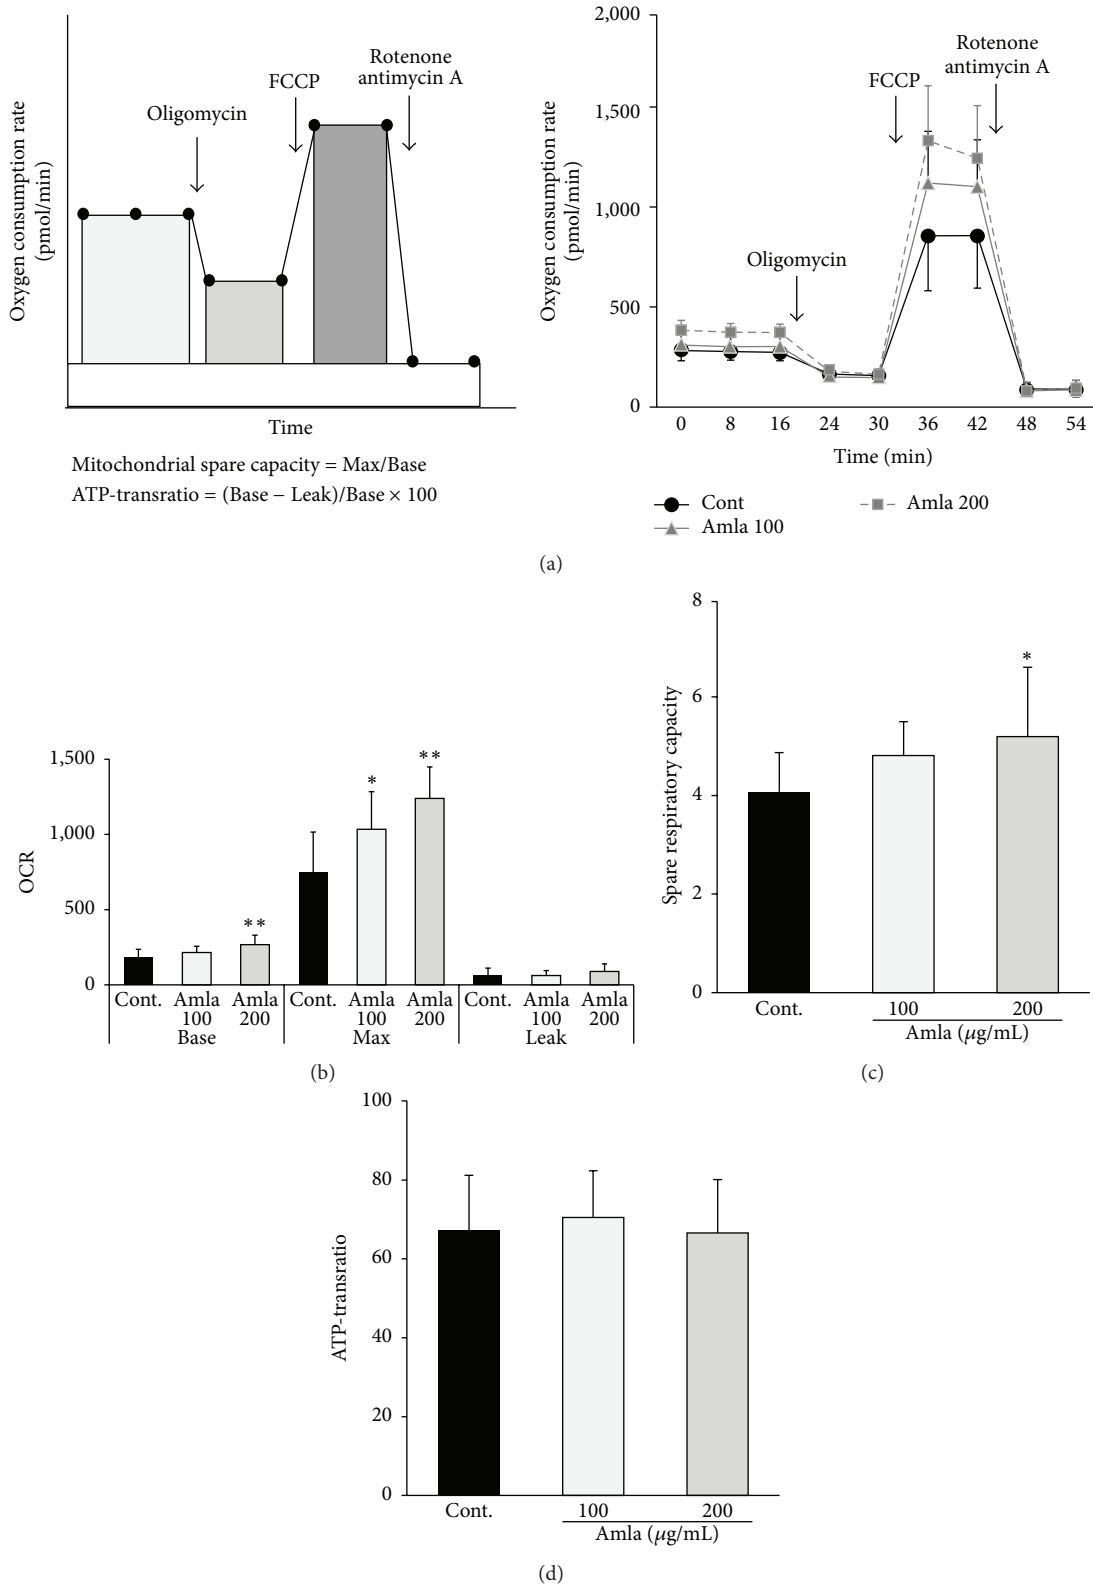 Oxygen consumption rate
(pmol/min)
Oligomycin
FCCP
Rotenone
antimycin A
Time
Mitochondrial spare capacity = Max/Base
ATP-transratio = (Base − Leak)/Base × 100
Oxygen consumption rate
(pmol/min)
2,000
1,500
1,000
500
0
Oligomycin
FCCP
Rotenone
antimycin A
0 8 16 24 30 36 42 48 54
Time (min)
Cont
Amla 100
Amla 200
(a)
OCR
1,500
1,000
500
0
**
*
**
Cont. Amla Amla Cont. Amla Amla Cont. Amla Amla
100 200 100 200 100 200
Base Max Leak
(b)
Spare respiratory capacity
8
6
4
2
0
*
Cont. 100 200
Amla (μg/mL)
(c)
ATP-transratio
100
80
60
40
20
0
Cont. 100 200
Amla (μg/mL)
(d)